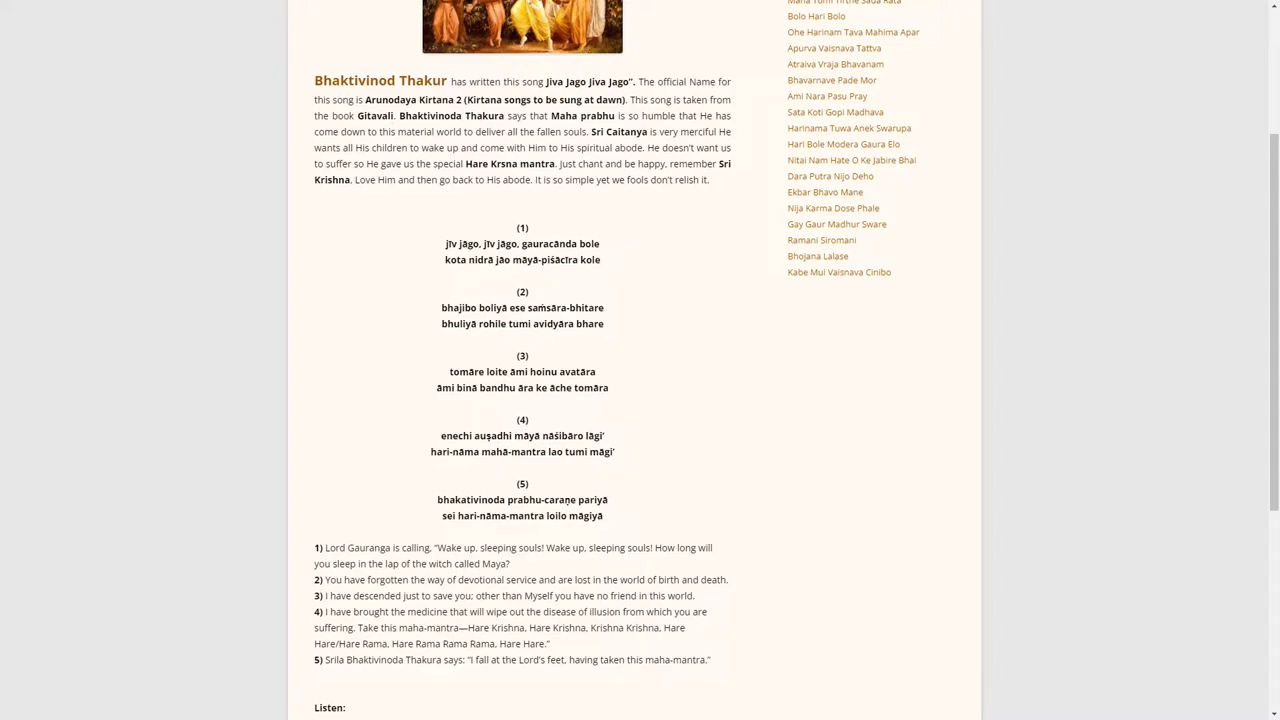 Bhaktivinod Thakur has written this song Jiva Jago Jiva Jago”. The official Name for
this song is Arunodaya Kirtana 2 (Kirtana songs to be sung at dawn). This song is taken from
the book Gitavali. Bhaktivinoda Thakura says that Maha prabhu is so humble that He has
come down to this material world to deliver all the fallen souls. Sri Caitanya is very merciful He
wants all His children to wake up and come with Him to His spiritual abode. He doesn’t want us
to suffer so He gave us the special Hare Krsna mantra. Just chant and be happy, remember Sri
Krishna. Love Him and then go back to His abode. It is so simple yet we fools don’t relish it.
(1)
jīv jāgo, jīv jāgo, gauracānda bole
kota nidrā jāo māyā-piśācīra kole
(2)
bhajibo boliyā ese saṁsāra-bhitare
bhuliyā rohile tumi avidyāra bhare
(3)
tomāre loite āmi hoinu avatāra
āmi binā bandhu āra ke āche tomāra
(4)
enechi auṣadhi māyā nāśibāro lāgi’
hari-nāma mahā-mantra lao tumi māgi’
(5)
bhakativinoda prabhu-caraṇe pariyā
sei hari-nāma-mantra loilo māgiyā
1) Lord Gauranga is calling, “Wake up, sleeping souls! Wake up, sleeping souls! How long will
you sleep in the lap of the witch called Maya?
2) You have forgotten the way of devotional service and are lost in the world of birth and death.
3) I have descended just to save you; other than Myself you have no friend in this world.
4) I have brought the medicine that will wipe out the disease of illusion from which you are
suffering. Take this maha-mantra—Hare Krishna, Hare Krishna, Krishna Krishna, Hare
Hare/Hare Rama, Hare Rama Rama Rama, Hare Hare.”
5) Srila Bhaktivinoda Thakura says: “I fall at the Lord’s feet, having taken this maha-mantra.”
Listen:
Maha Tumi Tirthe Sada Rata
Bolo Hari Bolo
Ohe Harinam Tava Mahima Apar
Apurva Vaisnava Tattva
Atraiva Vraja Bhavanam
Bhavarnave Pade Mor
Ami Nara Pasu Pray
Sata Koti Gopi Madhava
Harinama Tuwa Anek Swarupa
Hari Bole Modera Gaura Elo
Nitai Nam Hate O Ke Jabire Bhai
Dara Putra Nijo Deho
Ekbar Bhavo Mane
Nija Karma Dose Phale
Gay Gaur Madhur Sware
Ramani Siromani
Bhojana Lalase
Kabe Mui Vaisnava Cinibo